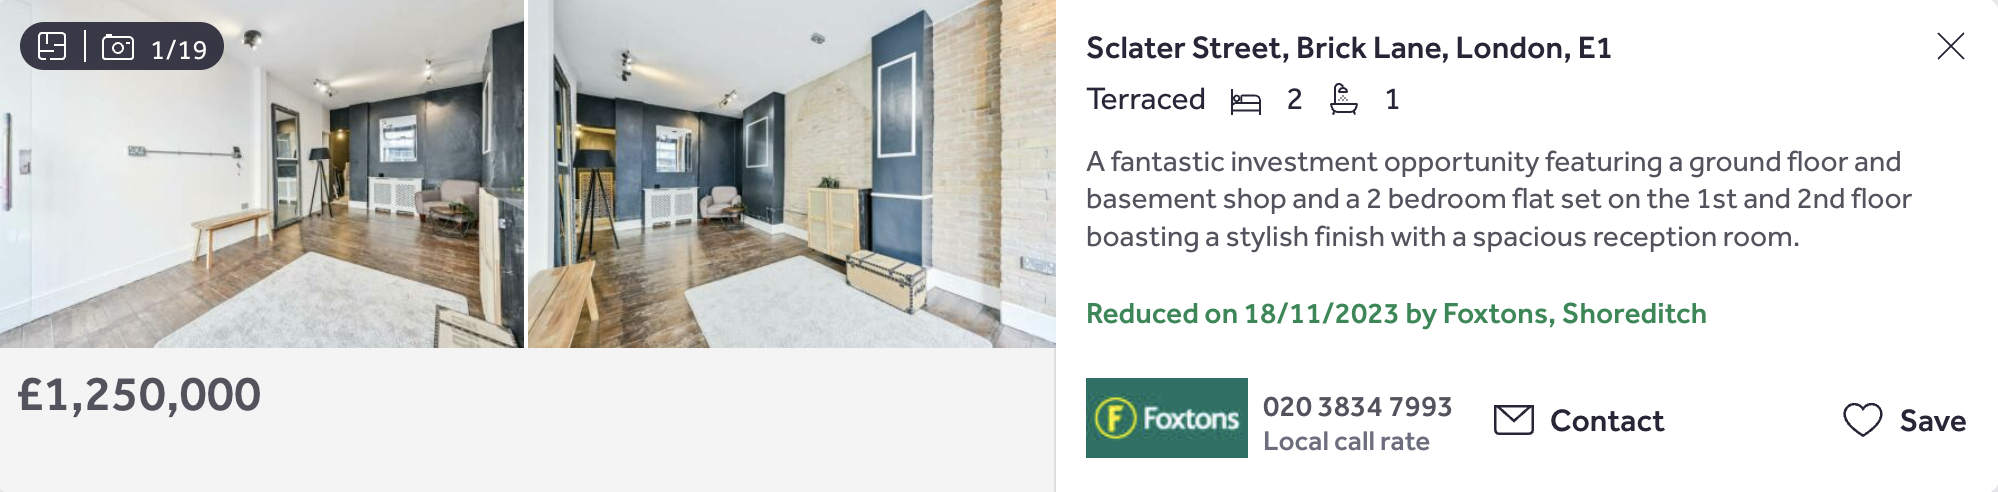 1/19
£1,250,000
Sclater Street, Brick Lane, London, E1
Terraced 2 1
A fantastic investment opportunity featuring a ground floor and
basement shop and a 2 bedroom flat set on the 1st and 2nd floor
boasting a stylish finish with a spacious reception room.
Reduced on 18/11/2023 by Foxtons, Shoreditch
F Foxtons
020 3834 7993
Local call rate
Contact
Save